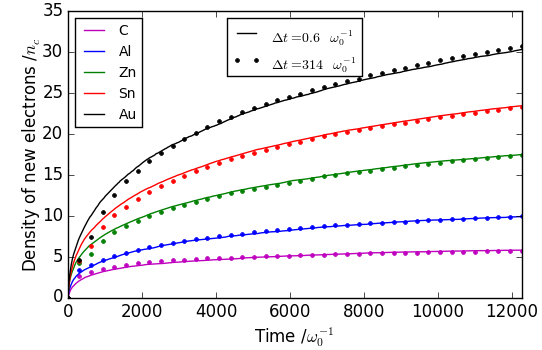 35
30
25
20
15
10
5
0
Density of new electrons /n_c
C
Al
Zn
Sn
Au
Δt=0.6 ω₀⁻¹
Δt=314 ω₀⁻¹
0 2000 4000 6000 8000 10000 12000
Time /ω₀⁻¹